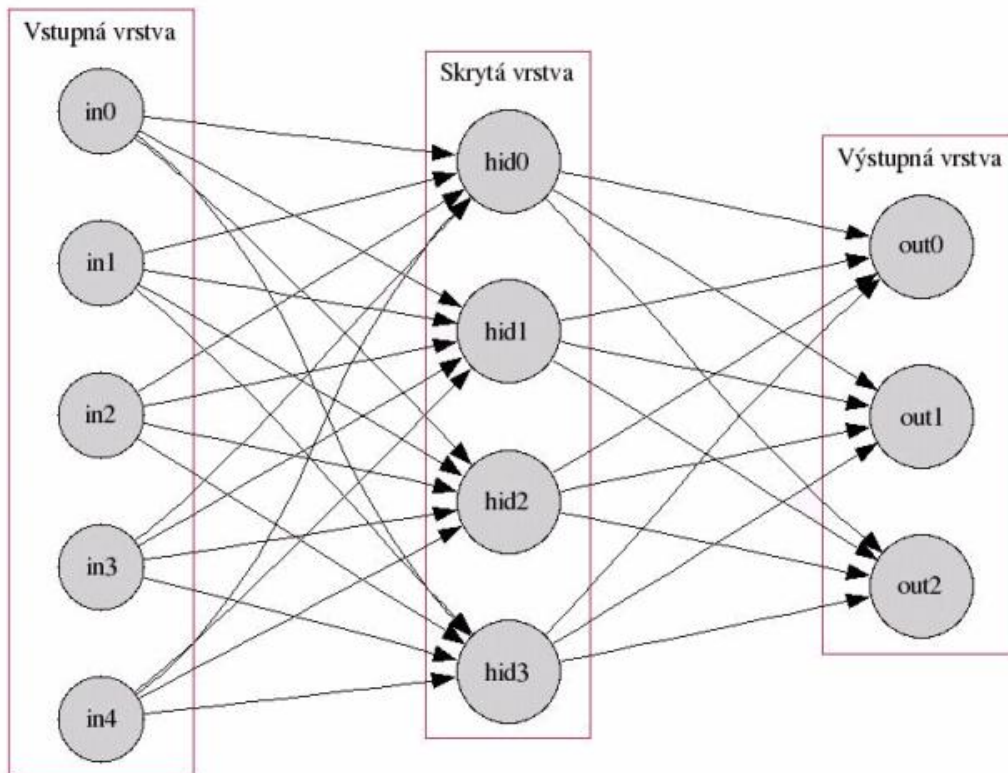 Vstupná vrstva
in0
in1
in2
in3
in4
Skrytá vrstva
hid0
hid1
hid2
hid3
Výstupná vrstva
out0
out1
out2